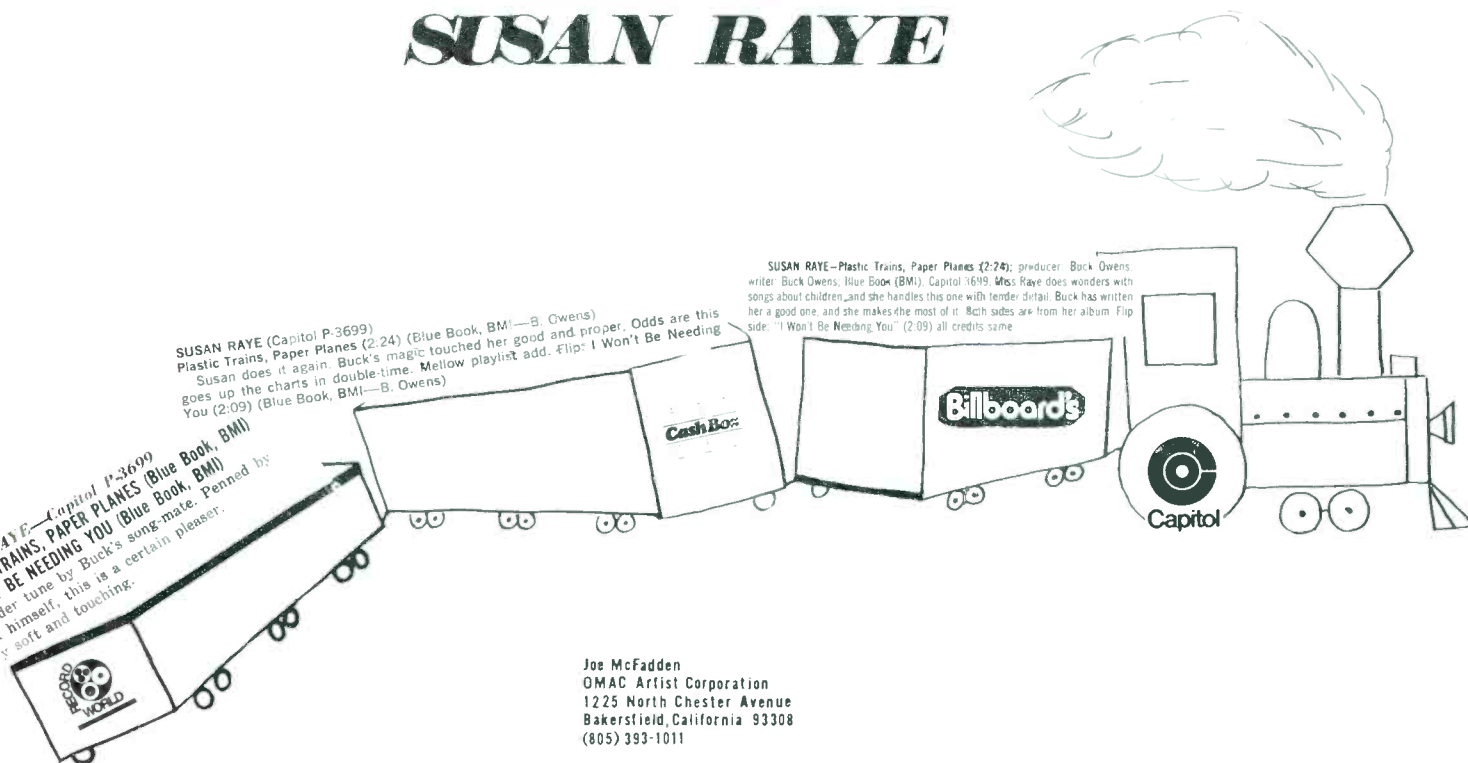 SUSAN RAYE
SUSAN RAYE—Plastic Trains, Paper Planes (2:24); producer: Buck Owens;
writer: Buck Owens; Blue Book (BMI). Capitol 3699. Miss Raye does wonders with
songs about children, and she handles this one with tender detail. Buck has written
her a good one, and she makes the most of it. Both sides are from her album. Flip
side: "I Won't Be Needing You" (2:09) all credits same
SUSAN RAYE (Capitol P-3699)
Plastic Trains, Paper Planes (2:24) (Blue Book, BMI—B. Owens)
Susan does it again. Buck's magic touched her good and proper. Odds are this
goes up the charts in double-time. Mellow playlist add. Flip: I Won't Be Needing
You (2:09) (Blue Book, BMI—B. Owens)
AYE—Capitol P-3699
TRAINS, PAPER PLANES (Blue Book, BMI)
BE NEEDING YOU (Blue Book, BMI)
tune by Buck's song-mate. Penned by
himself, this is a certain pleaser.
soft and touching.
Billboard's
CashBox
RECORD
WORLD
Capitol
Joe McFadden
OMAC Artist Corporation
1225 North Chester Avenue
Bakersfield, California 93308
(805) 393-1011